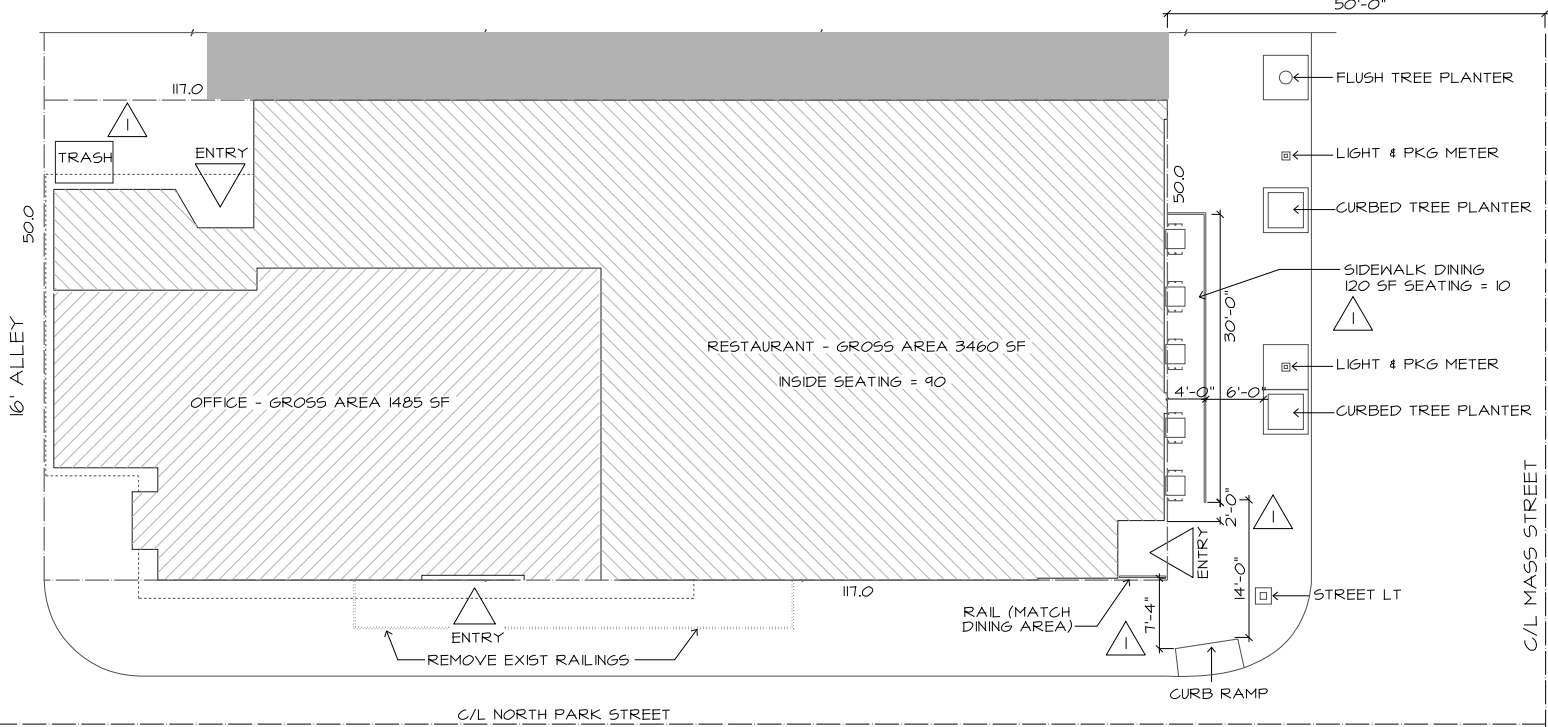 50'-0"
117.0
FLUSH TREE PLANTER
1
TRASH
ENTRY
LIGHT & PKG METER
50.0
50.0
CURBED TREE PLANTER
SIDEWALK DINING
120 SF SEATING = 10
1
30'-0"
16' ALLEY
RESTAURANT - GROSS AREA 3460 SF
INSIDE SEATING = 90
LIGHT & PKG METER
4'-0" 6'-0"
OFFICE - GROSS AREA 1485 SF
CURBED TREE PLANTER
2'-0"
1
ENTRY
C/L MASS STREET
14'-0"
117.0
STREET LT
RAIL (MATCH
DINING AREA)
7'-4"
1
ENTRY
REMOVE EXIST RAILINGS
CURB RAMP
C/L NORTH PARK STREET